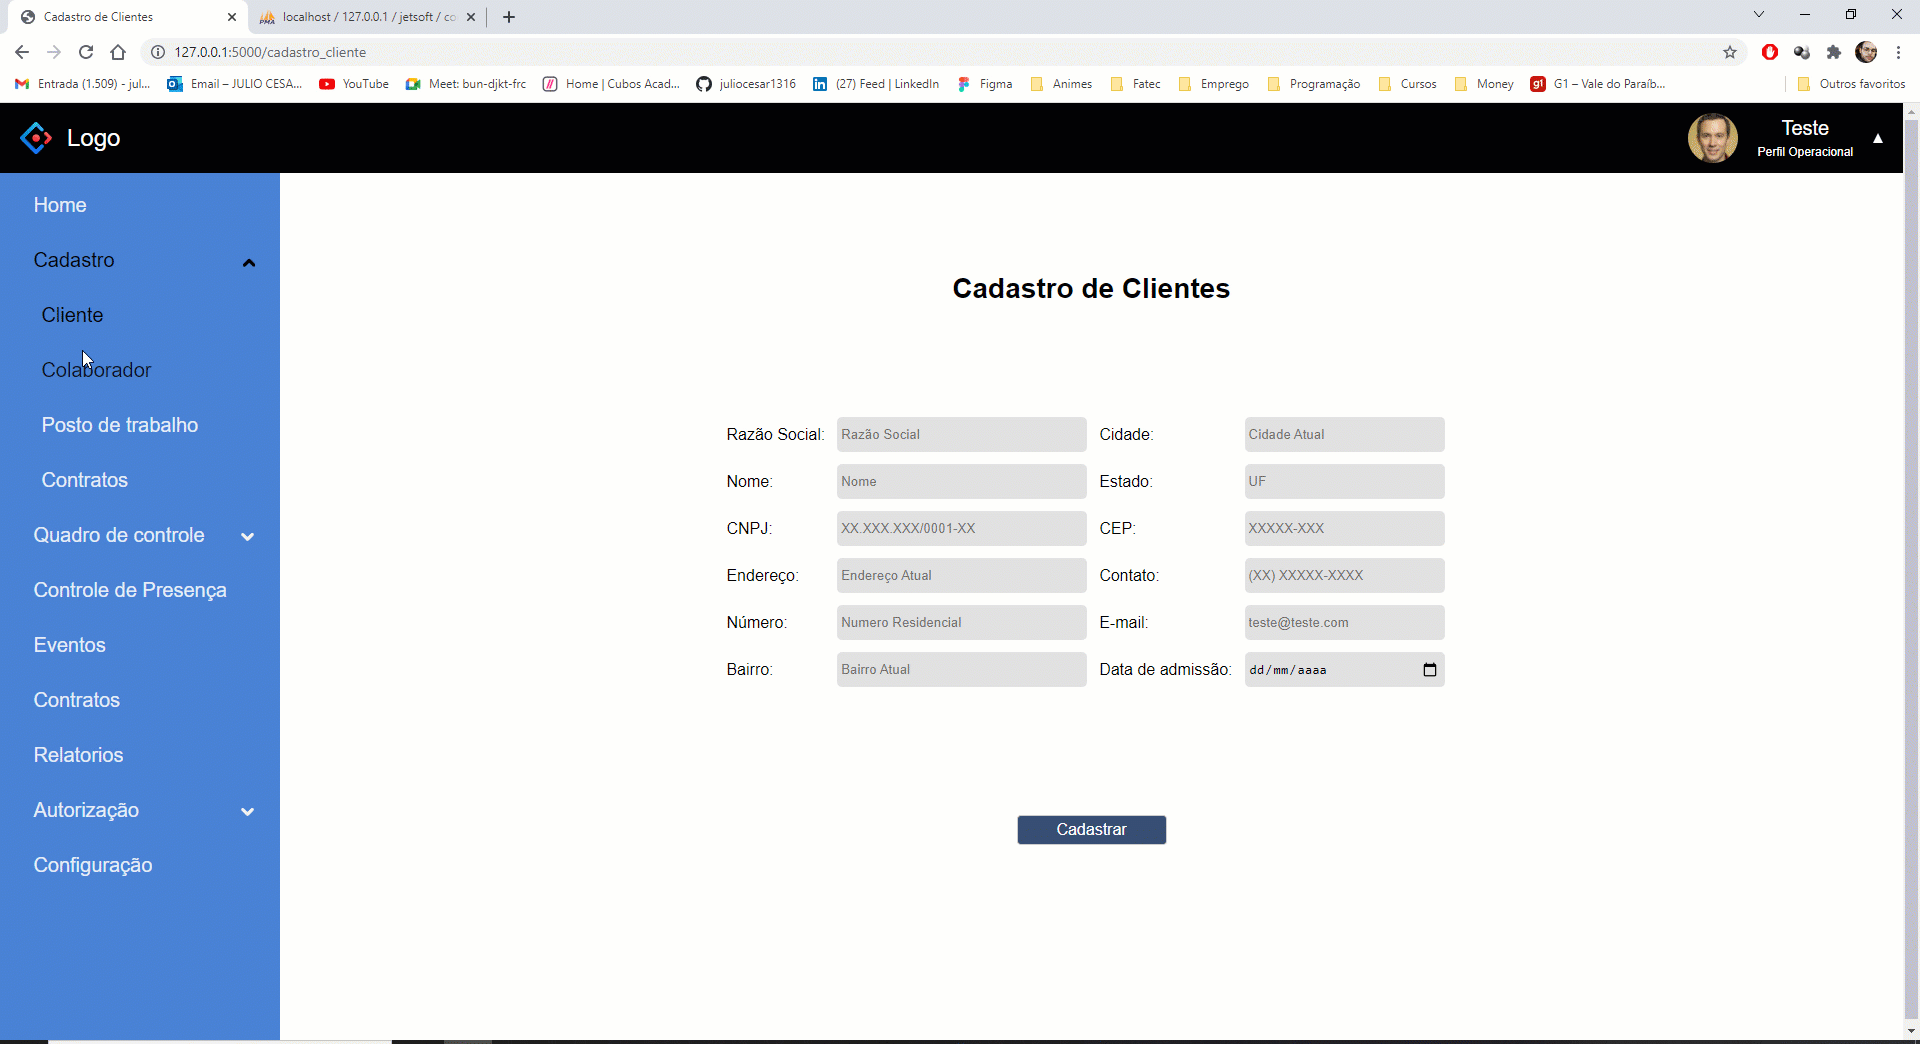 Cadastro de Clientes
localhost / 127.0.0.1 / jetsoft / co
127.0.0.1:5000/cadastro_cliente
Entrada (1.509) - jul...
Email – JULIO CESA...
YouTube
Meet: bun-djkt-frc
Home | Cubos Acad...
juliocesar1316
(27) Feed | LinkedIn
Figma
Animes
Fatec
Emprego
Programação
Cursos
Money
G1 – Vale do Paraíb...
Outros favoritos
Logo
Teste
Perfil Operacional
Home
Cadastro
Cliente
Colaborador
Posto de trabalho
Contratos
Quadro de controle
Controle de Presença
Eventos
Contratos
Relatorios
Autorização
Configuração
Cadastro de Clientes
Razão Social: Razão Social Cidade: Cidade Atual
Nome: Nome Estado: UF
CNPJ: XX.XXX.XXX/0001-XX CEP: XXXXX-XXX
Endereço: Endereço Atual Contato: (XX) XXXXX-XXXX
Número: Numero Residencial E-mail: teste@teste.com
Bairro: Bairro Atual Data de admissão: dd/mm/aaaa
Cadastrar